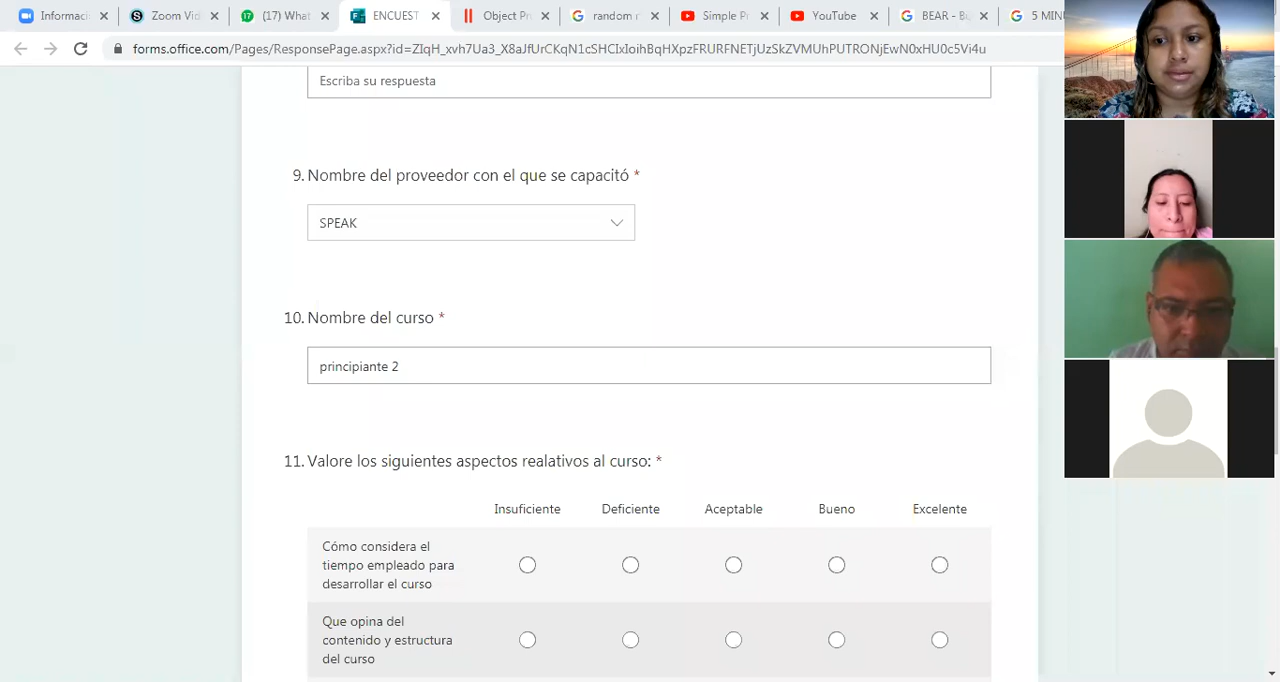 Informaci
Zoom Vid
(17) What
ENCUEST
Object Pr
random r
Simple P
YouTube
BEAR - B
5 MIN
forms.office.com/Pages/ResponsePage.aspx?id=
Escriba su respuesta
9. Nombre del proveedor con el que se capacitó *
SPEAK
10. Nombre del curso *
principiante 2
11. Valore los siguientes aspectos realativos al curso: *
Insuficiente Deficiente Aceptable Bueno Excelente
Cómo considera el
tiempo empleado para
desarrollar el curso
Que opina del
contenido y estructura
del curso